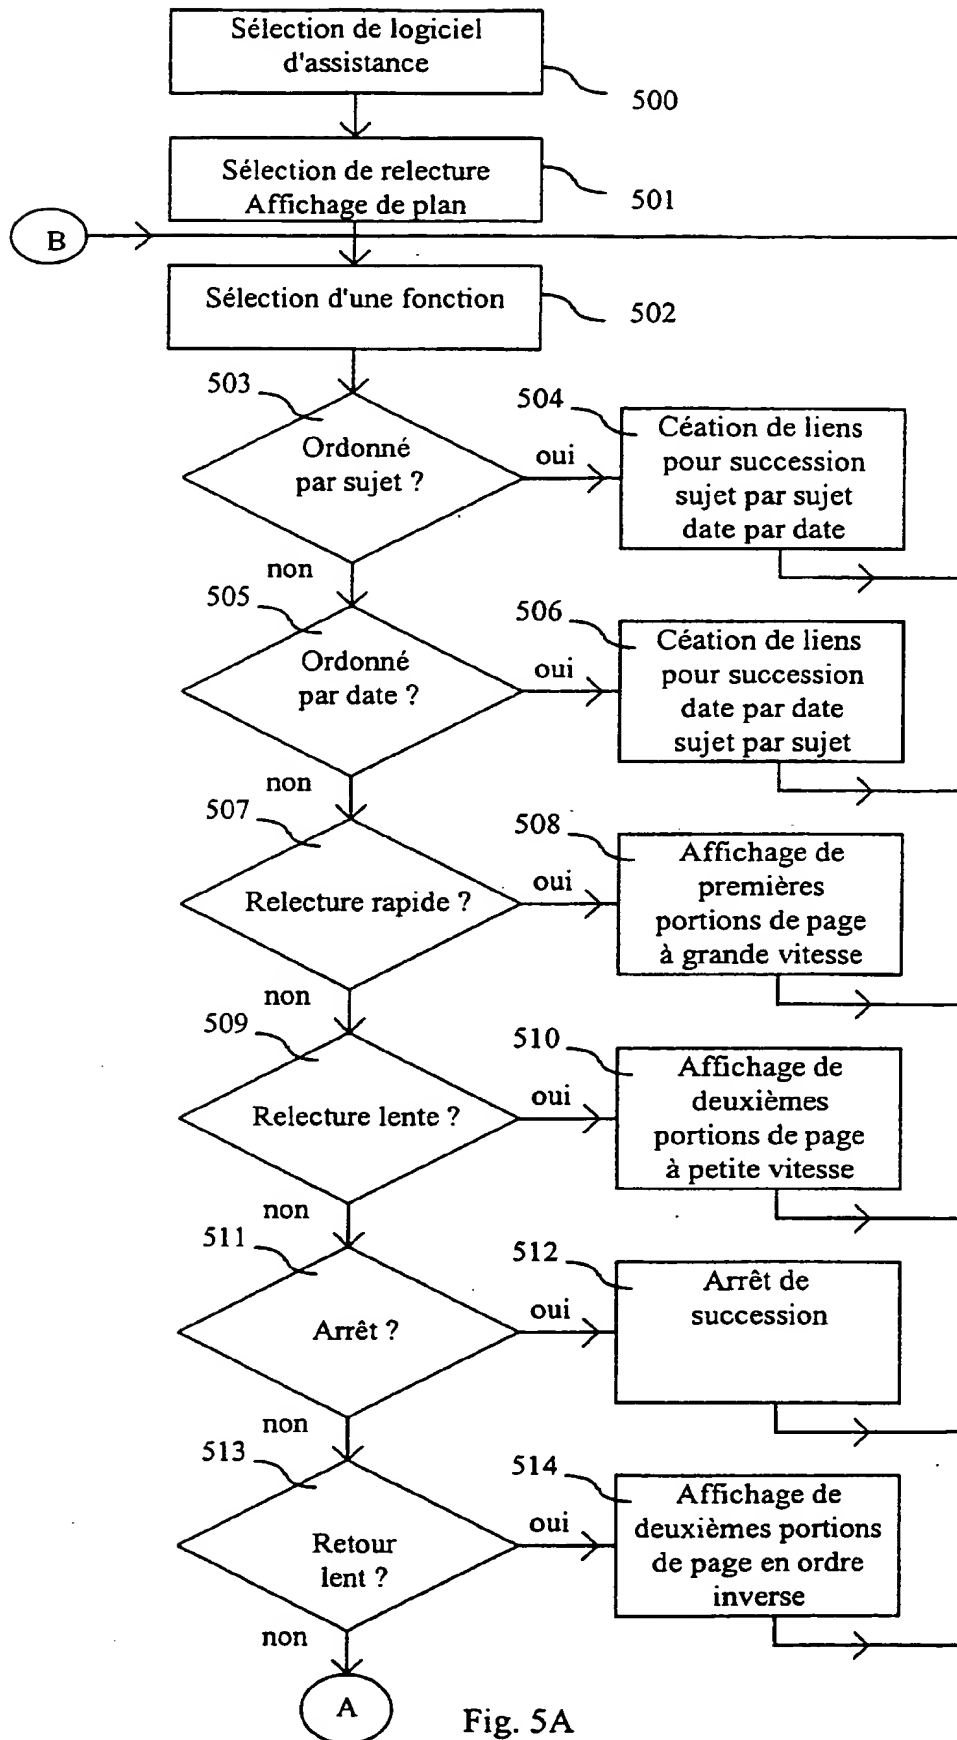 Sélection de logiciel
d'assistance
500
Sélection de relecture
Affichage de plan
501
B
Sélection d'une fonction
502
503
Ordonné
par sujet ?
oui
504
Céation de liens
pour succession
sujet par sujet
date par date
non
505
Ordonné
par date ?
oui
506
Céation de liens
pour succession
date par date
sujet par sujet
non
507
Relecture rapide ?
oui
508
Affichage de
premières
portions de page
à grande vitesse
non
509
Relecture lente ?
oui
510
Affichage de
deuxièmes
portions de page
à petite vitesse
non
511
Arrêt ?
oui
512
Arrêt de
succession
non
513
Retour
lent ?
oui
514
Affichage de
deuxièmes portions
de page en ordre
inverse
non
A
Fig. 5A